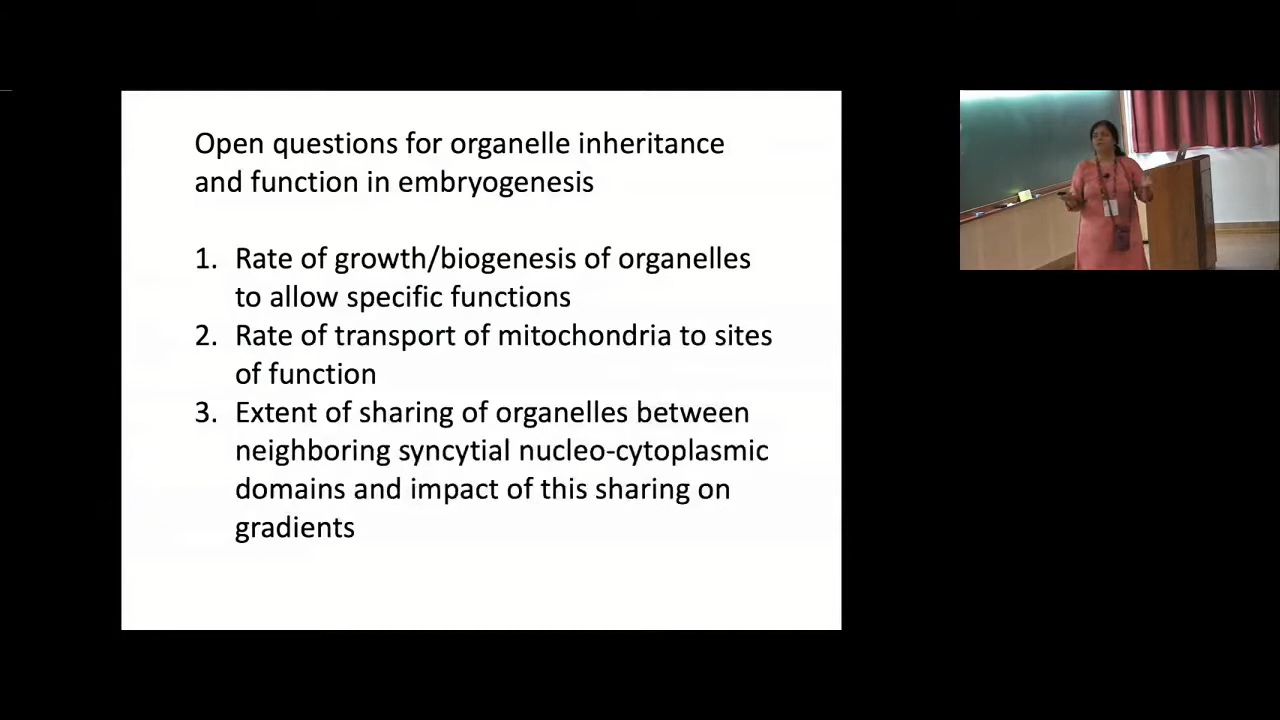 Open questions for organelle inheritance
and function in embryogenesis
1. Rate of growth/biogenesis of organelles
to allow specific functions
2. Rate of transport of mitochondria to sites
of function
3. Extent of sharing of organelles between
neighboring syncytial nucleo-cytoplasmic
domains and impact of this sharing on
gradients